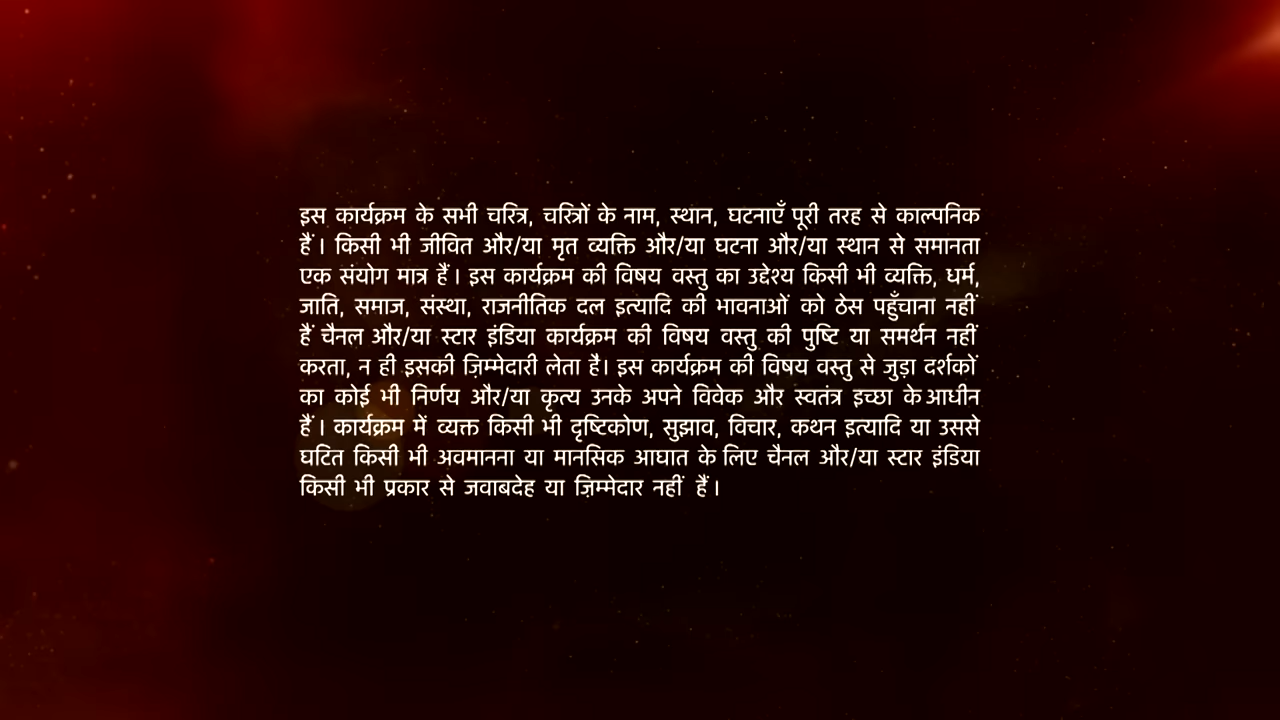 इस कार्यक्रम के सभी चरित्र, चरित्रों के नाम, स्थान, घटनाएँ पूरी तरह से काल्पनिक
हैं। किसी भी जीवित और/या मृत व्यक्ति और/या घटना और/या स्थान से समानता
एक संयोग मात्र हैं। इस कार्यक्रम की विषय वस्तु का उद्देश्य किसी भी व्यक्ति, धर्म,
जाति, समाज, संस्था, राजनीतिक दल इत्यादि की भावनाओं को ठेस पहुँचाना नहीं
हैं चैनल और/या स्टार इंडिया कार्यक्रम की विषय वस्तु की पुष्टि या समर्थन नहीं
करता, न ही इसकी ज़िम्मेदारी लेता है। इस कार्यक्रम की विषय वस्तु से जुड़ा दर्शकों
का कोई भी निर्णय और/या कृत्य उनके अपने विवेक और स्वतंत्र इच्छा के आधीन
हैं। कार्यक्रम में व्यक्त किसी भी दृष्टिकोण, सुझाव, विचार, कथन इत्यादि या उससे
घटित किसी भी अवमानना या मानसिक आघात के लिए चैनल और/या स्टार इंडिया
किसी भी प्रकार से जवाबदेह या ज़िम्मेदार नहीं हैं।